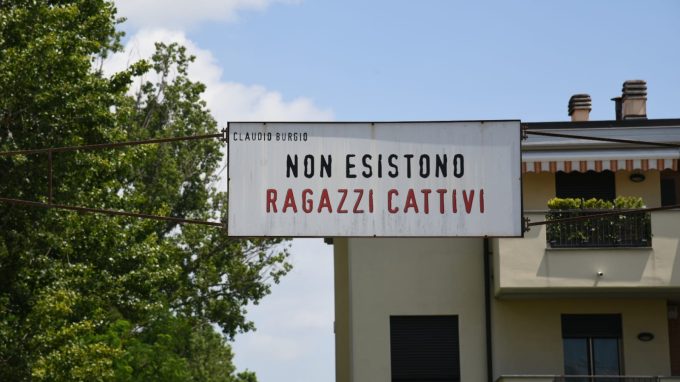 CLAUDIO BURGIO
NON ESISTONO
RAGAZZI CATTIVI